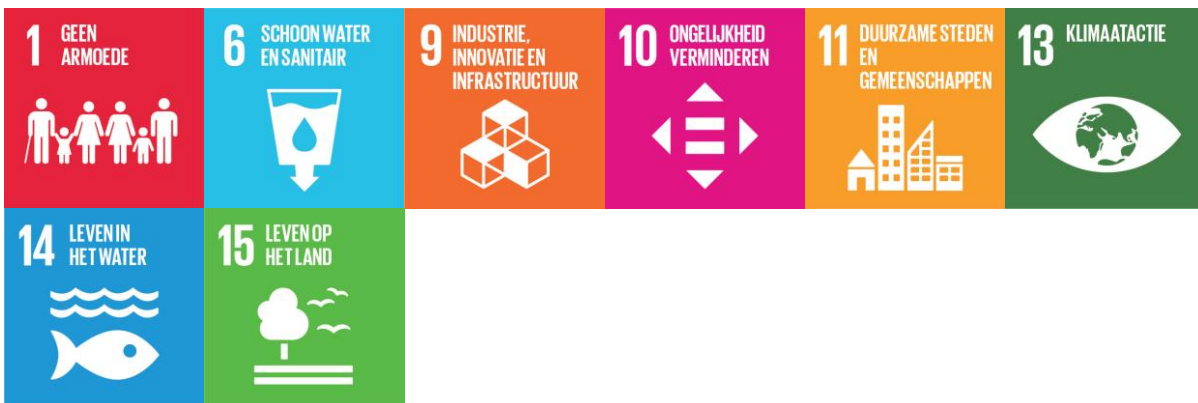 1 GEEN
ARMOEDE
6 SCHOON WATER
EN SANITAIR
9 INDUSTRIE,
INNOVATIE EN
INFRASTRUCTUUR
10 ONGELIJKHEID
VERMINDEREN
11 DUURZAME STEDEN
EN
GEMEENSCHAPPEN
13 KLIMAATACTIE
14 LEVEN IN
HET WATER
15 LEVEN OP
HET LAND